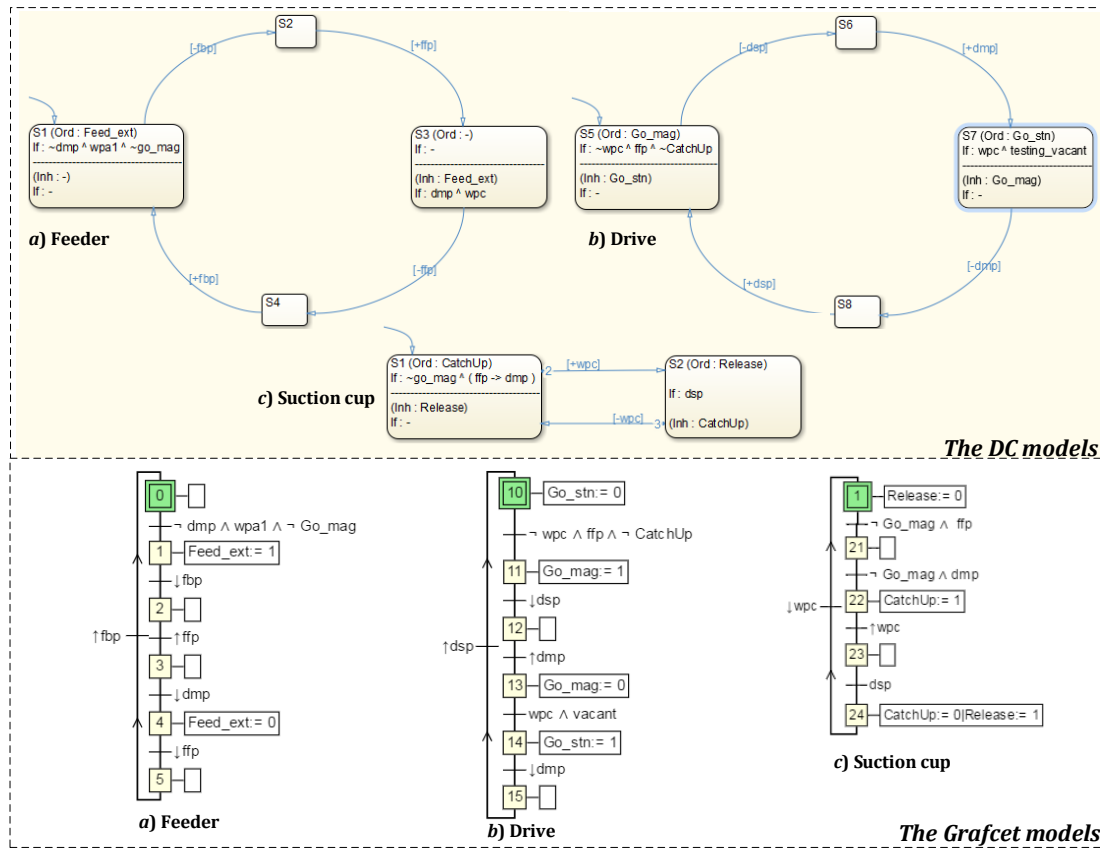 S2
[-fbp]
[+ffp]
S1 (Ord : Feed_ext)
If : ~dmp ^ wpa1 ^ ~go_mag
(Inh : -)
If : -
S3 (Ord : -)
If : -
(Inh : Feed_ext)
If : dmp ^ wpc
a) Feeder
[+fbp]
[-ffp]
S4
S6
[-dsp]
[+dmp]
S5 (Ord : Go_mag)
If : ~wpc ^ ffp ^ ~CatchUp
(Inh : Go_stn)
If : -
S7 (Ord : Go_stn)
If : wpc ^ testing_vacant
(Inh : Go_mag)
If : -
b) Drive
[+dsp]
[-dmp]
S8
S1 (Ord : CatchUp)
If : ~go_mag ^ ( ffp -> dmp )
(Inh : Release)
If : -
2
[+wpc]
[-wpc]
3
S2 (Ord : Release)
If : dsp
(Inh : CatchUp)
c) Suction cup
The DC models
0
¬ dmp ∧ wpa1 ∧ ¬ Go_mag
1
Feed_ext:= 1
↓fbp
2
↑fbp
↑ffp
3
↓dmp
4
Feed_ext:= 0
↓ffp
5
a) Feeder
10
Go_stn:= 0
¬ wpc ∧ ffp ∧ ¬ CatchUp
11
Go_mag:= 1
↓dsp
12
↑dsp
↑dmp
13
Go_mag:= 0
wpc ∧ vacant
14
Go_stn:= 1
↓dmp
15
b) Drive
1
Release:= 0
¬ Go_mag ∧ ffp
21
¬ Go_mag ∧ dmp
22
CatchUp:= 1
↓wpc
↑wpc
23
dsp
24
CatchUp:= 0|Release:= 1
c) Suction cup
The Grafcet models